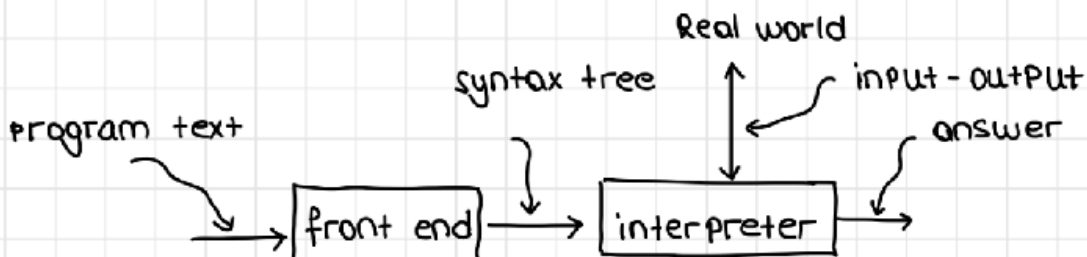 Real world
syntax tree
input-output
program text
answer
front end
interpreter